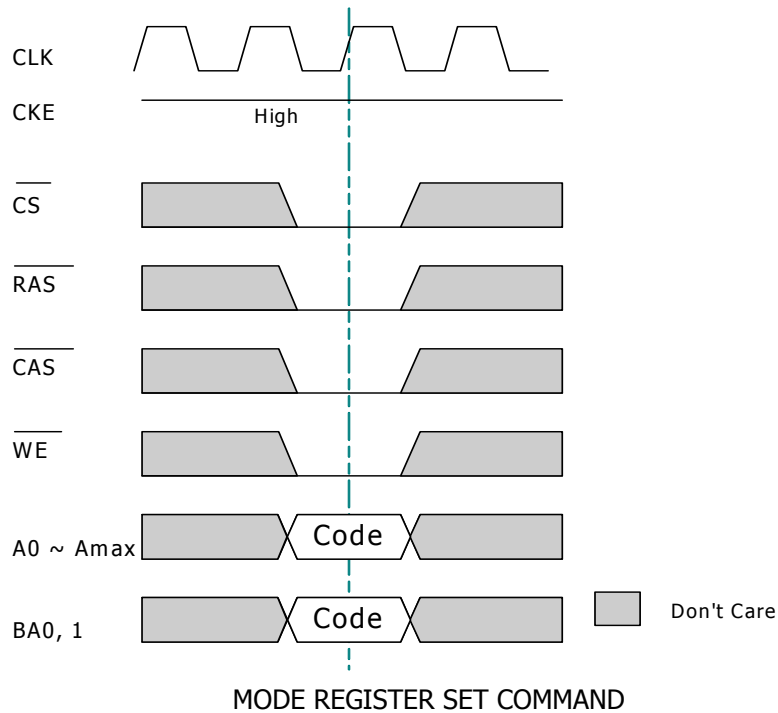 CLK
CKE
High
CS
RAS
CAS
WE
A0 ~ Amax
Code
BA0, 1
Code
Don't Care
MODE REGISTER SET COMMAND